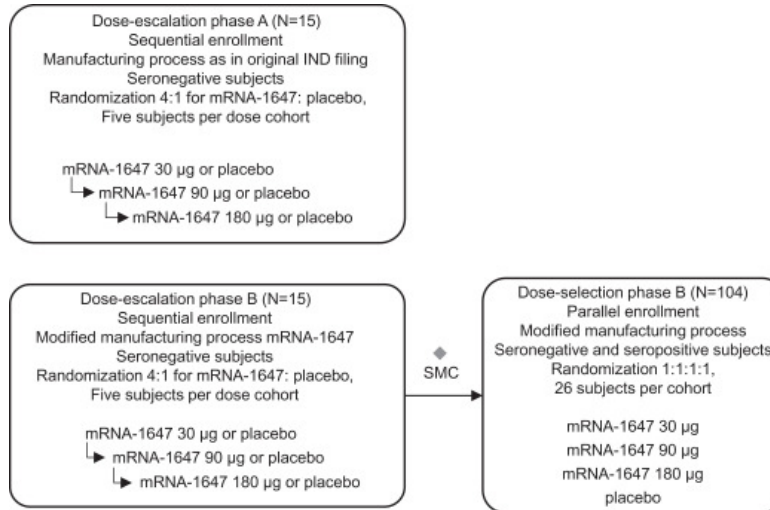 Dose-escalation phase A (N=15)
Sequential enrollment
Manufacturing process as in original IND filing
Seronegative subjects
Randomization 4:1 for mRNA-1647: placebo,
Five subjects per dose cohort
mRNA-1647 30 µg or placebo
mRNA-1647 90 µg or placebo
mRNA-1647 180 µg or placebo
Dose-escalation phase B (N=15)
Sequential enrollment
Modified manufacturing process mRNA-1647
Seronegative subjects
Randomization 4:1 for mRNA-1647: placebo,
Five subjects per dose cohort
mRNA-1647 30 µg or placebo
mRNA-1647 90 µg or placebo
mRNA-1647 180 µg or placebo
SMC
Dose-selection phase B (N=104)
Parallel enrollment
Modified manufacturing process
Seronegative and seropositive subjects
Randomization 1:1:1:1,
26 subjects per cohort
mRNA-1647 30 µg
mRNA-1647 90 µg
mRNA-1647 180 µg
placebo